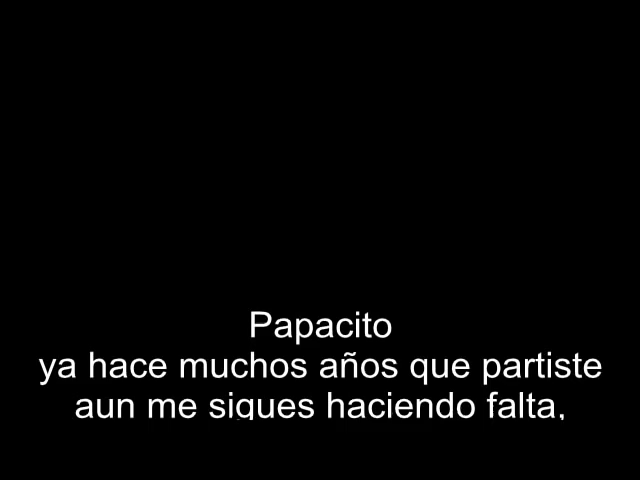 Papacito
ya hace muchos años que partiste
aun me sigues haciendo falta,